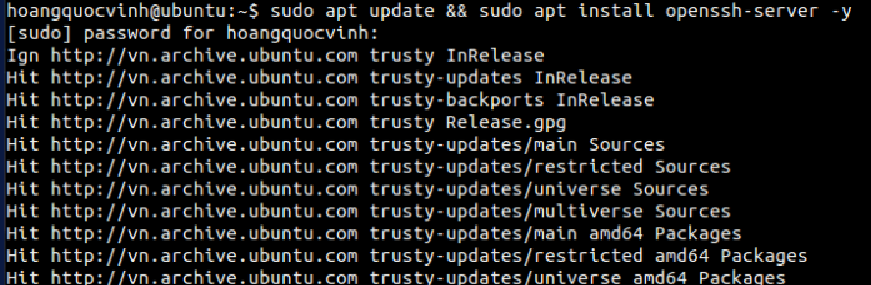 hoangquocvinh@ubuntu:~$ sudo apt update && sudo apt install openssh-server -y
[sudo] password for hoangquocvinh:
Ign http://vn.archive.ubuntu.com trusty InRelease
Hit http://vn.archive.ubuntu.com trusty-updates InRelease
Hit http://vn.archive.ubuntu.com trusty-backports InRelease
Hit http://vn.archive.ubuntu.com trusty Release.gpg
Hit http://vn.archive.ubuntu.com trusty-updates/main Sources
Hit http://vn.archive.ubuntu.com trusty-updates/restricted Sources
Hit http://vn.archive.ubuntu.com trusty-updates/universe Sources
Hit http://vn.archive.ubuntu.com trusty-updates/multiverse Sources
Hit http://vn.archive.ubuntu.com trusty-updates/main amd64 Packages
Hit http://vn.archive.ubuntu.com trusty-updates/restricted amd64 Packages
Hit http://vn.archive.ubuntu.com trusty-updates/universe amd64 Packages